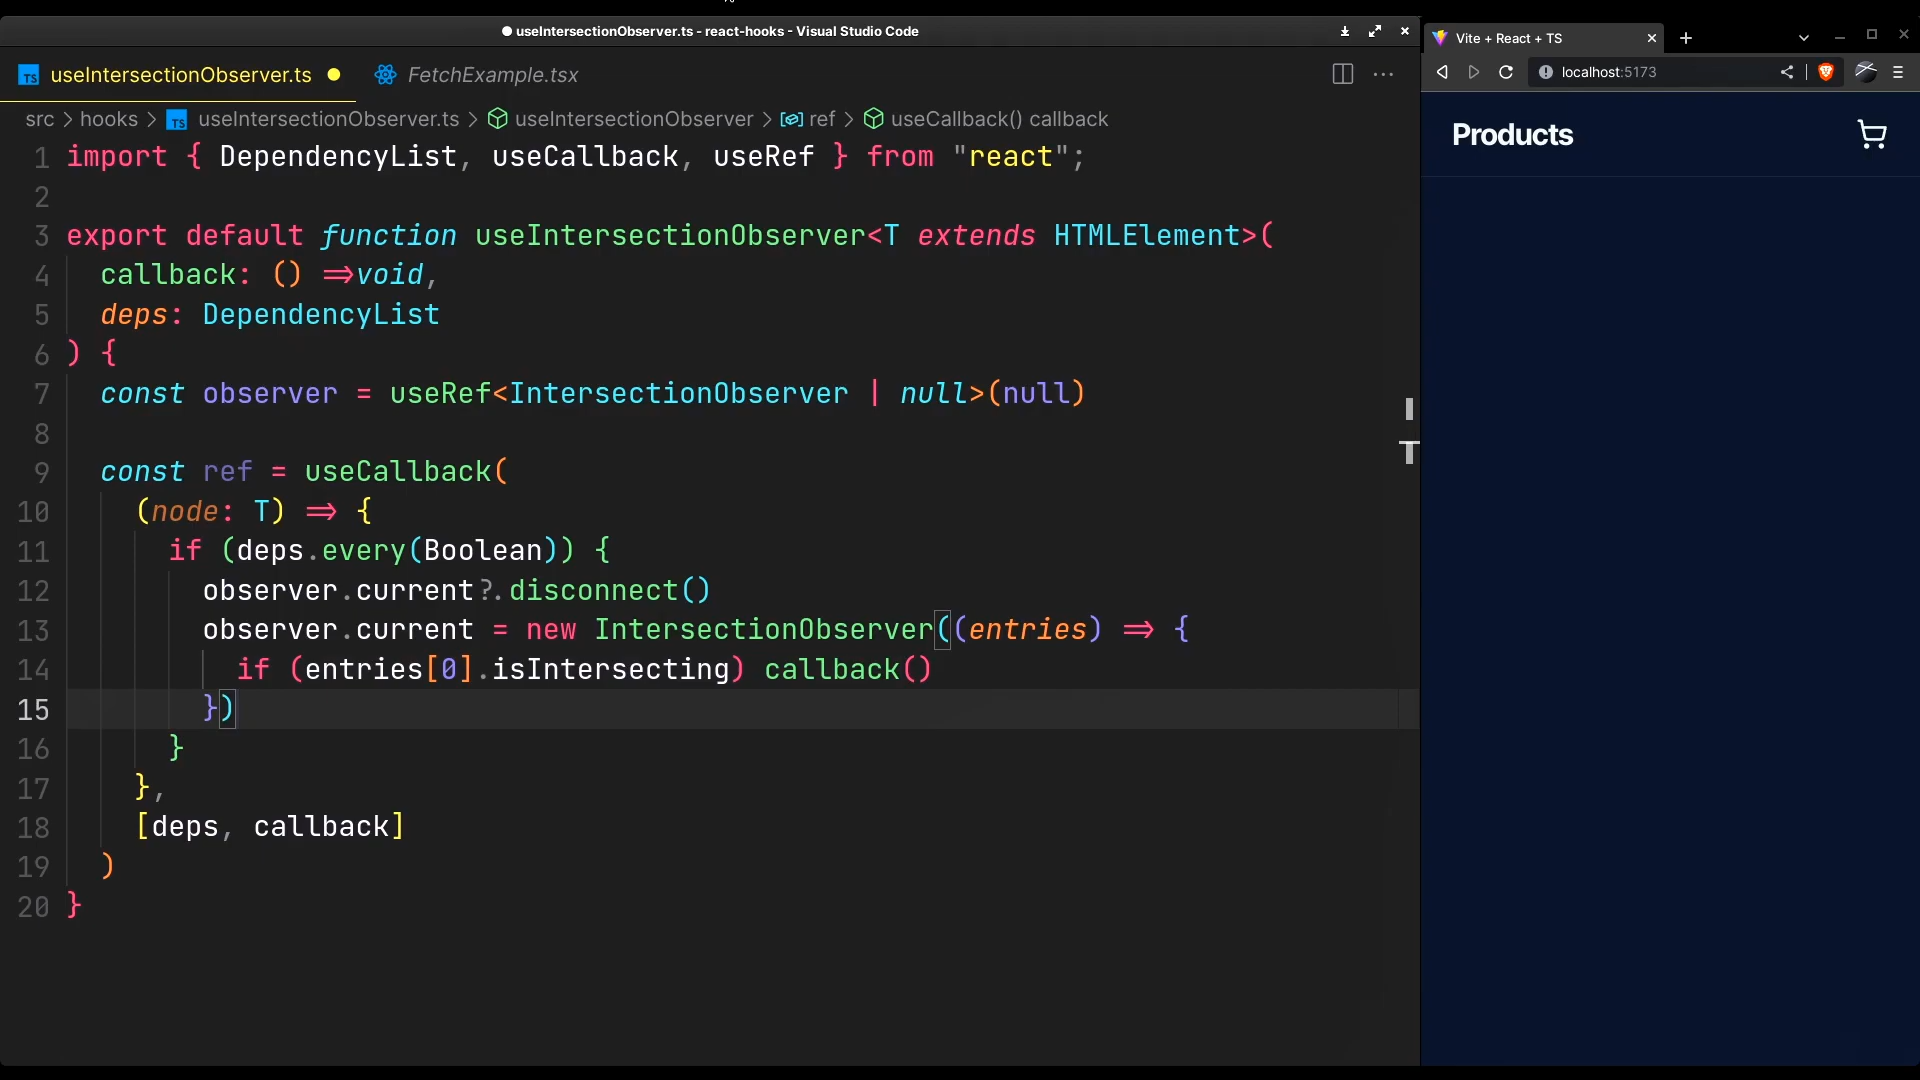 useIntersectionObserver.ts - react-hooks - Visual Studio Code
useIntersectionObserver.ts
FetchExample.tsx
src > hooks > TS useIntersectionObserver.ts > useIntersectionObserver > ref > useCallback() callback
1 import { DependencyList, useCallback, useRef } from "react";
2
3 export default function useIntersectionObserver<T extends HTMLElement>(
4 callback: () => void,
5 deps: DependencyList
6 ) {
7 const observer = useRef<IntersectionObserver | null>(null)
8
9 const ref = useCallback(
10 (node: T) => {
11 if (deps.every(Boolean)) {
12 observer.current?.disconnect()
13 observer.current = new IntersectionObserver((entries) => {
14 if (entries[0].isIntersecting) callback()
15 })
16 }
17 },
18 [deps, callback]
19 )
20 }
Vite + React + TS
localhost:5173
Products